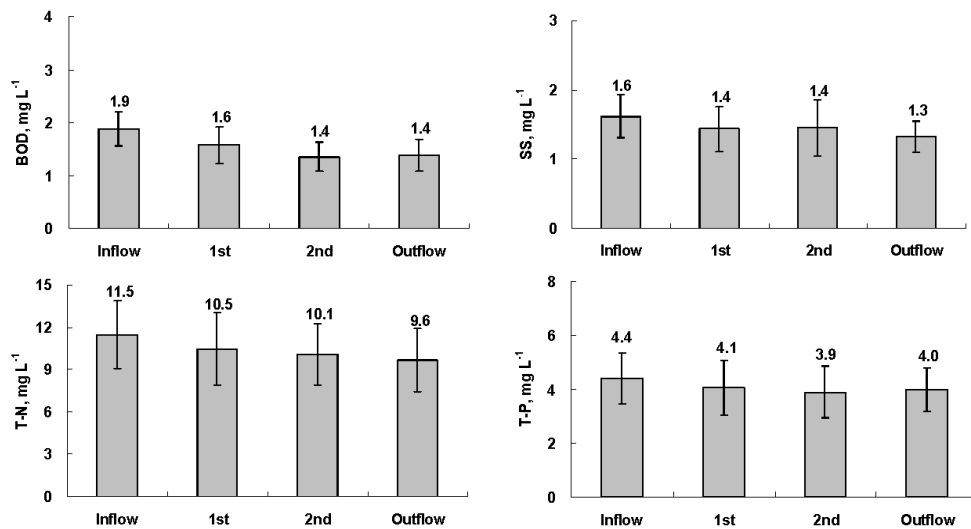 BOD, mg L-1
4
3
2
1
0
1.9
1.6
1.4
1.4
Inflow
1st
2nd
Outflow
SS, mg L-1
3
2
1
0
1.6
1.4
1.4
1.3
Inflow
1st
2nd
Outflow
T-N, mg L-1
15
12
9
6
3
0
11.5
10.5
10.1
9.6
Inflow
1st
2nd
Outflow
T-P, mg L-1
8
6
4
2
0
4.4
4.1
3.9
4.0
Inflow
1st
2nd
Outflow